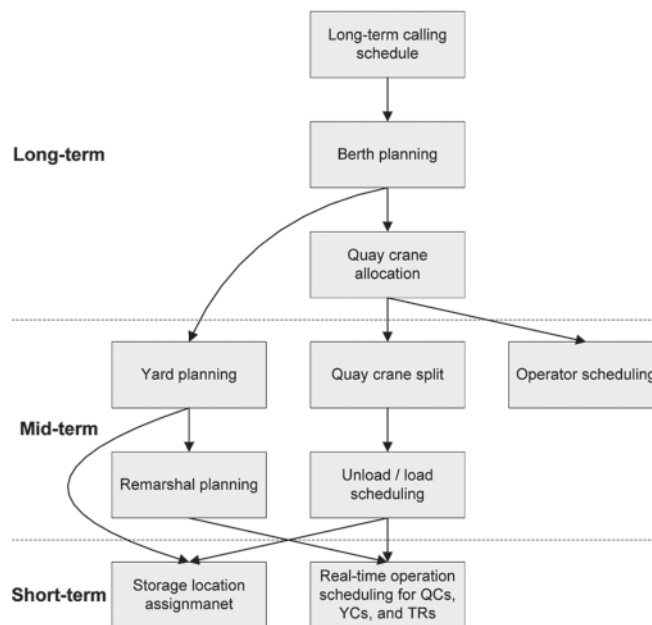 Long-term calling
schedule
Long-term
Berth planning
Quay crane
allocation
Yard planning
Quay crane split
Operator scheduling
Mid-term
Remarshal planning
Unload / load
scheduling
Short-term
Storage location
assignmanet
Real-time operation
scheduling for QCs,
YCs, and TRs